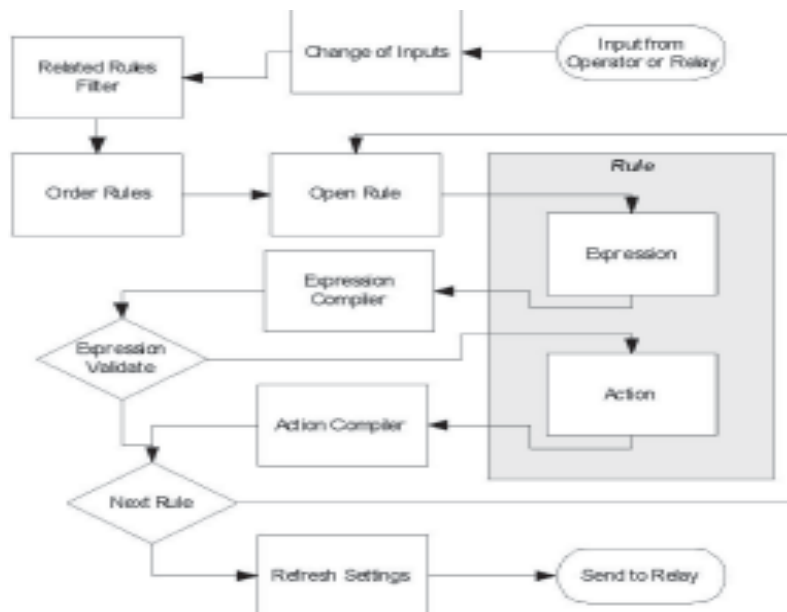 Input from
Operator or Relay
Change of Inputs
Related Rules
Filter
Order Rules
Open Rule
Rule
Expression
Expression
Compiler
Expression
Validate
Action
Action Compiler
Next Rule
Refresh Settings
Send to Relay